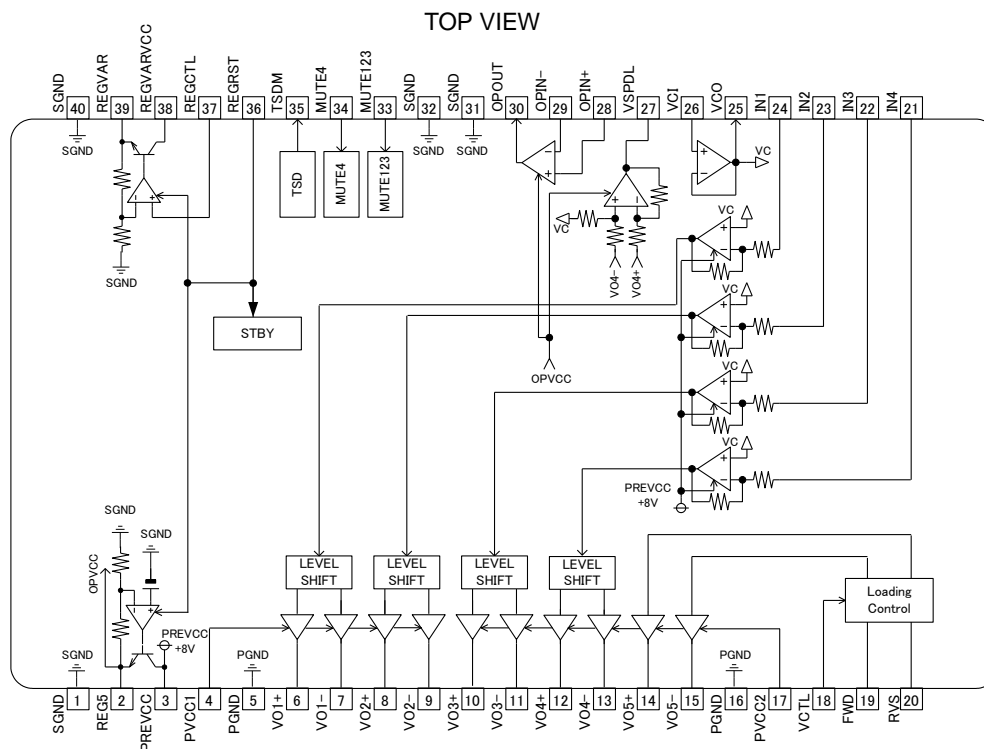 TOP VIEW
SGND
REGVAR
REGVARVCC
REGCTL
REGRST
TSDM
MUTE4
MUTE123
SGND
SGND
OPOUT
OPIN-
OPIN+
VSPDL
VCI
VCO
IN1
IN2
IN3
IN4
40
39
38
37
36
35
34
33
32
31
30
29
28
27
26
25
24
23
22
21
SGND
SGND
SGND
TSD
MUTE4
MUTE123
- +
- +
- +
+ -
VC
VC
VO4-
VO4+
SGND
VC
+ -
STBY
VC
+ -
OPVCC
VC
+ -
VC
+ -
PREVCC
+8V
SGND
SGND
OPVCC
- +
PREVCC
+8V
LEVEL
SHIFT
LEVEL
SHIFT
LEVEL
SHIFT
LEVEL
SHIFT
Loading
Control
SGND
PGND
PGND
1
2
3
4
5
6
7
8
9
10
11
12
13
14
15
16
17
18
19
20
SGND
REG5
PREVCC
PVCC1
PGND
VO1+
VO1-
VO2+
VO2-
VO3+
VO3-
VO4+
VO4-
VO5+
VO5-
PGND
PVCC2
VCTL
FWD
RVS